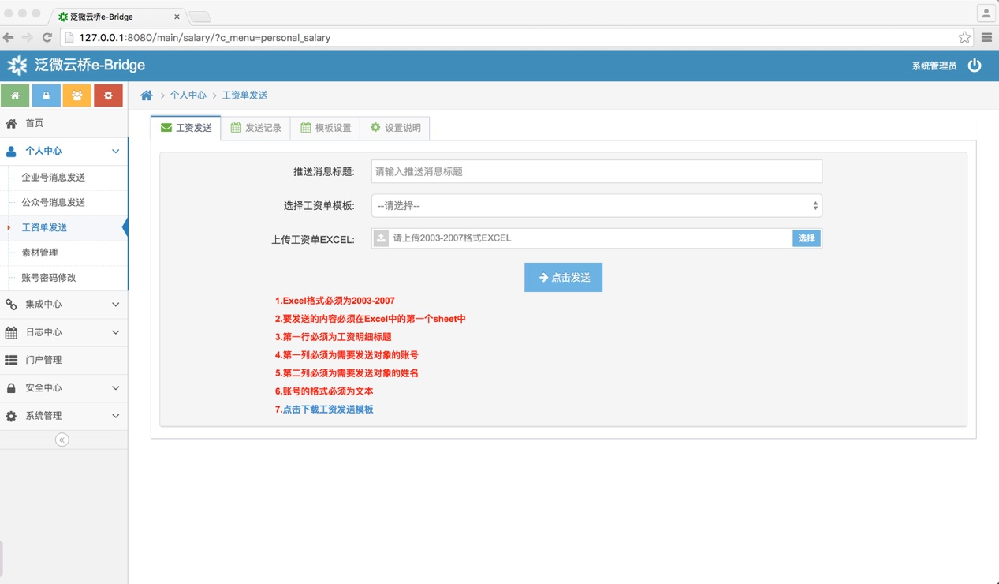 泛微云桥e-Bridge
127.0.0.1:8080/main/salary/?c_menu=personal_salary
泛微云桥e-Bridge
系统管理员
个人中心
工资单发送
首页
个人中心
企业号消息发送
公众号消息发送
工资单发送
素材管理
账号密码修改
集成中心
日志中心
门户管理
安全中心
系统管理
工资发送
发送记录
模板设置
设置说明
推送消息标题: 请输入推送消息标题
选择工资单模板: --请选择--
上传工资单EXCEL: 请上传2003-2007格式EXCEL 选择
点击发送
1.Excel格式必须为2003-2007
2.要发送的内容必须在Excel中的第一个sheet中
3.第一行必须为工资明细标题
4.第一列必须为需要发送对象的账号
5.第二列必须为需要发送对象的姓名
6.账号的格式必须为文本
7.点击下载工资发送模板